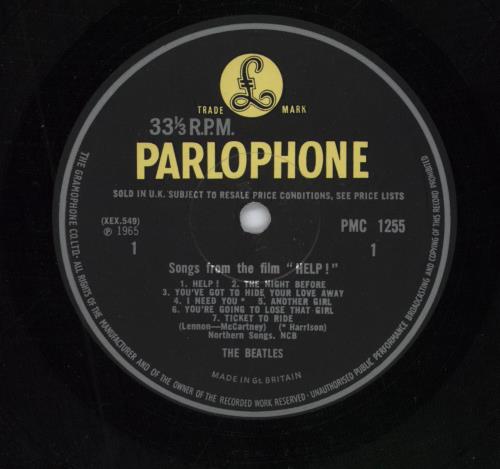 £
TRADE MARK
33⅓ R.P.M.
PARLOPHONE
SOLD IN U.K. SUBJECT TO RESALE PRICE CONDITIONS, SEE PRICE LISTS
(XEX.549)
℗ 1965
1
PMC 1255
1
Songs from the film "HELP!"
1. HELP! 2. THE NIGHT BEFORE
3. YOU'VE GOT TO HIDE YOUR LOVE AWAY
4. I NEED YOU * 5. ANOTHER GIRL
6. YOU'RE GOING TO LOSE THAT GIRL
7. TICKET TO RIDE
(Lennon—McCartney) (* Harrison)
Northern Songs. NCB
THE BEATLES
MADE IN Gt. BRITAIN
THE GRAMOPHONE CO. LTD · ALL RIGHTS OF THE MANUFACTURER AND OF THE OWNER OF THE RECORDED WORK RESERVED · UNAUTHORISED PUBLIC PERFORMANCE BROADCASTING AND COPYING OF THIS RECORD PROHIBITED